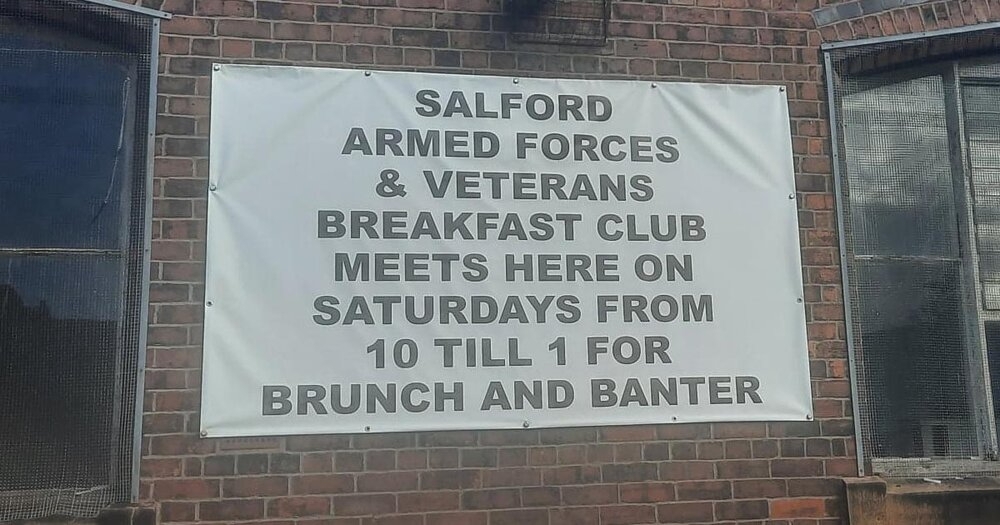 SALFORD
ARMED FORCES
& VETERANS
BREAKFAST CLUB
MEETS HERE ON
SATURDAYS FROM
10 TILL 1 FOR
BRUNCH AND BANTER